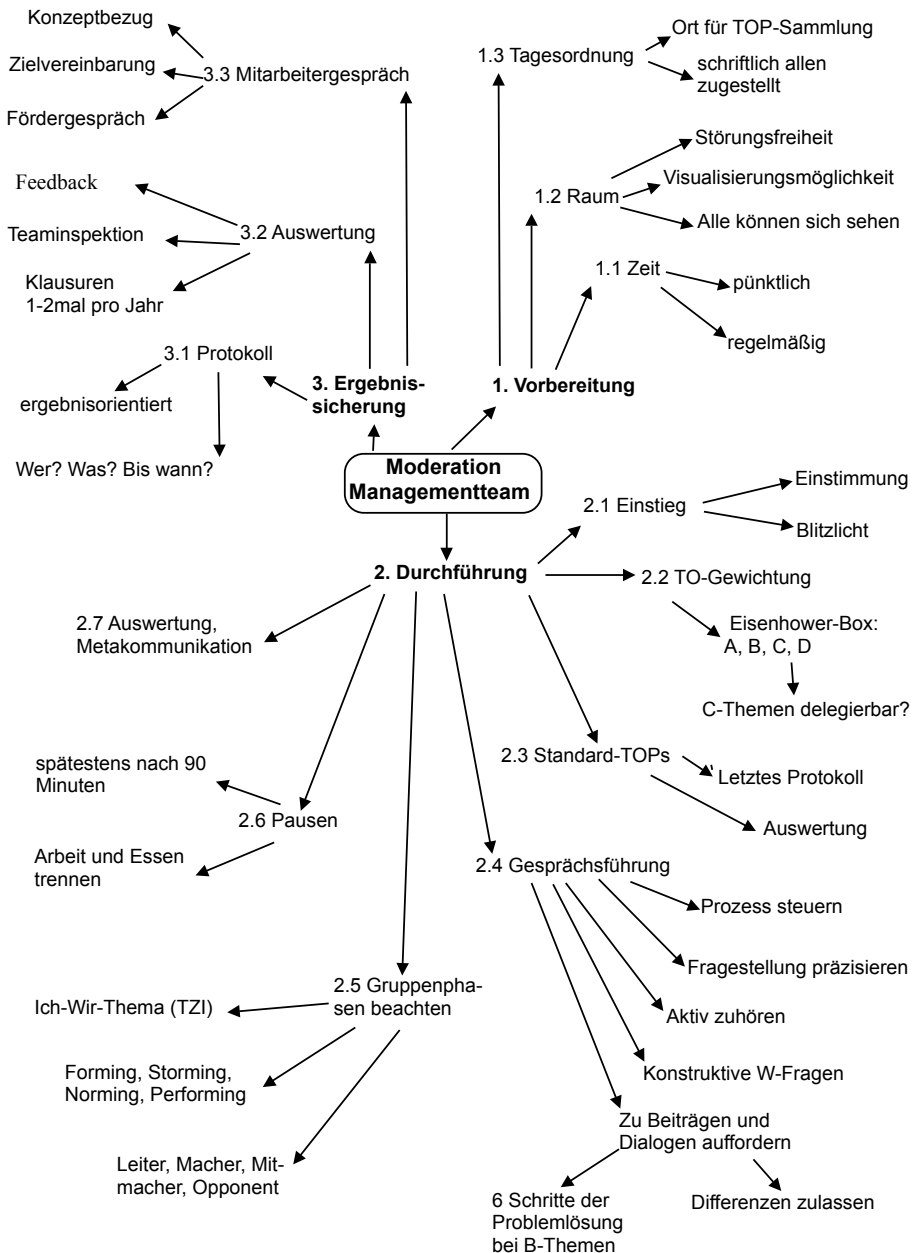 Konzeptbezug
Zielvereinbarung
3.3 Mitarbeitergespräch
Fördergespräch
1.3 Tagesordnung
Ort für TOP-Sammlung
schriftlich allen
zugestellt
Störungsfreiheit
1.2 Raum
Visualisierungsmöglichkeit
Alle können sich sehen
Feedback
3.2 Auswertung
Teaminspektion
Klausuren
1-2mal pro Jahr
1.1 Zeit
pünktlich
regelmäßig
3.1 Protokoll
ergebnisorientiert
Wer? Was? Bis wann?
3. Ergebnis-
sicherung
1. Vorbereitung
Moderation
Managementteam
2.1 Einstieg
Einstimmung
Blitzlicht
2. Durchführung
2.2 TO-Gewichtung
Eisenhower-Box:
A, B, C, D
C-Themen delegierbar?
2.7 Auswertung,
Metakommunikation
2.3 Standard-TOPs
' Letztes Protokoll
Auswertung
spätestens nach 90
Minuten
2.6 Pausen
Arbeit und Essen
trennen
2.4 Gesprächsführung
Prozess steuern
Fragestellung präzisieren
Aktiv zuhören
Konstruktive W-Fragen
Zu Beiträgen und
Dialogen auffordern
6 Schritte der
Problemlösung
bei B-Themen
Differenzen zulassen
2.5 Gruppenpha-
sen beachten
Ich-Wir-Thema (TZI)
Forming, Storming,
Norming, Performing
Leiter, Macher, Mit-
macher, Opponent